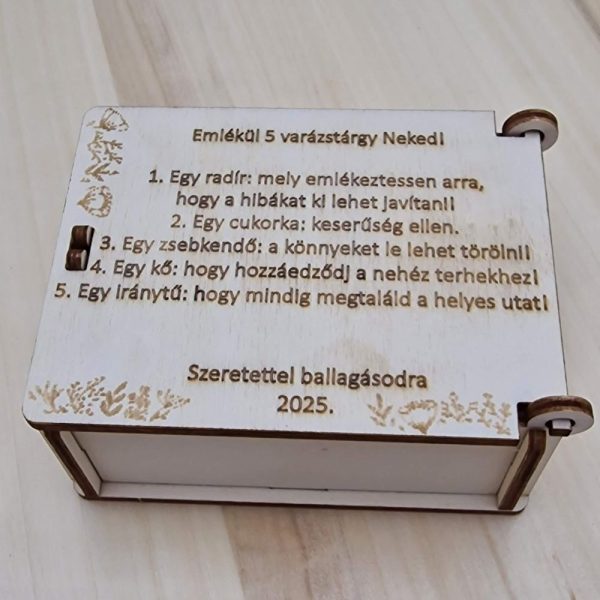 Emlékül 5 varázstárgy Neked!
1. Egy radír: mely emlékeztessen arra,
hogy a hibákat ki lehet javítani!
2. Egy cukorka: keserűség ellen.
3. Egy zsebkendő: a könnyeket le lehet törölni!
4. Egy kő: hogy hozzáedződj a nehéz terhekhez!
5. Egy iránytű: hogy mindig megtaláld a helyes utat!
Szeretettel ballagásodra
2025.